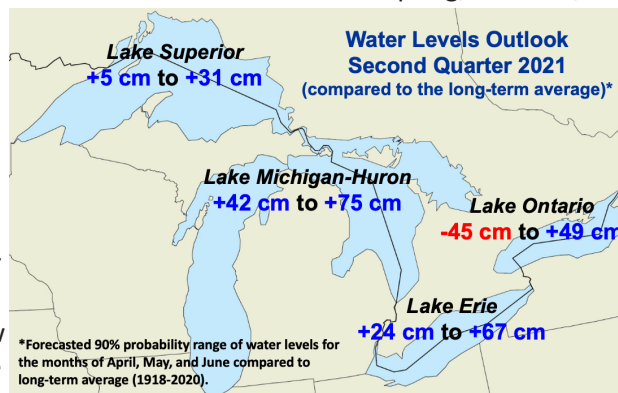 Water Levels Outlook
Second Quarter 2021
(compared to the long-term average)*
Lake Superior
+5 cm to +31 cm
Lake Michigan-Huron
+42 cm to +75 cm
Lake Ontario
-45 cm to +49 cm
Lake Erie
+24 cm to +67 cm
*Forecasted 90% probability range of water levels for
the months of April, May, and June compared to
long-term average (1918-2020).